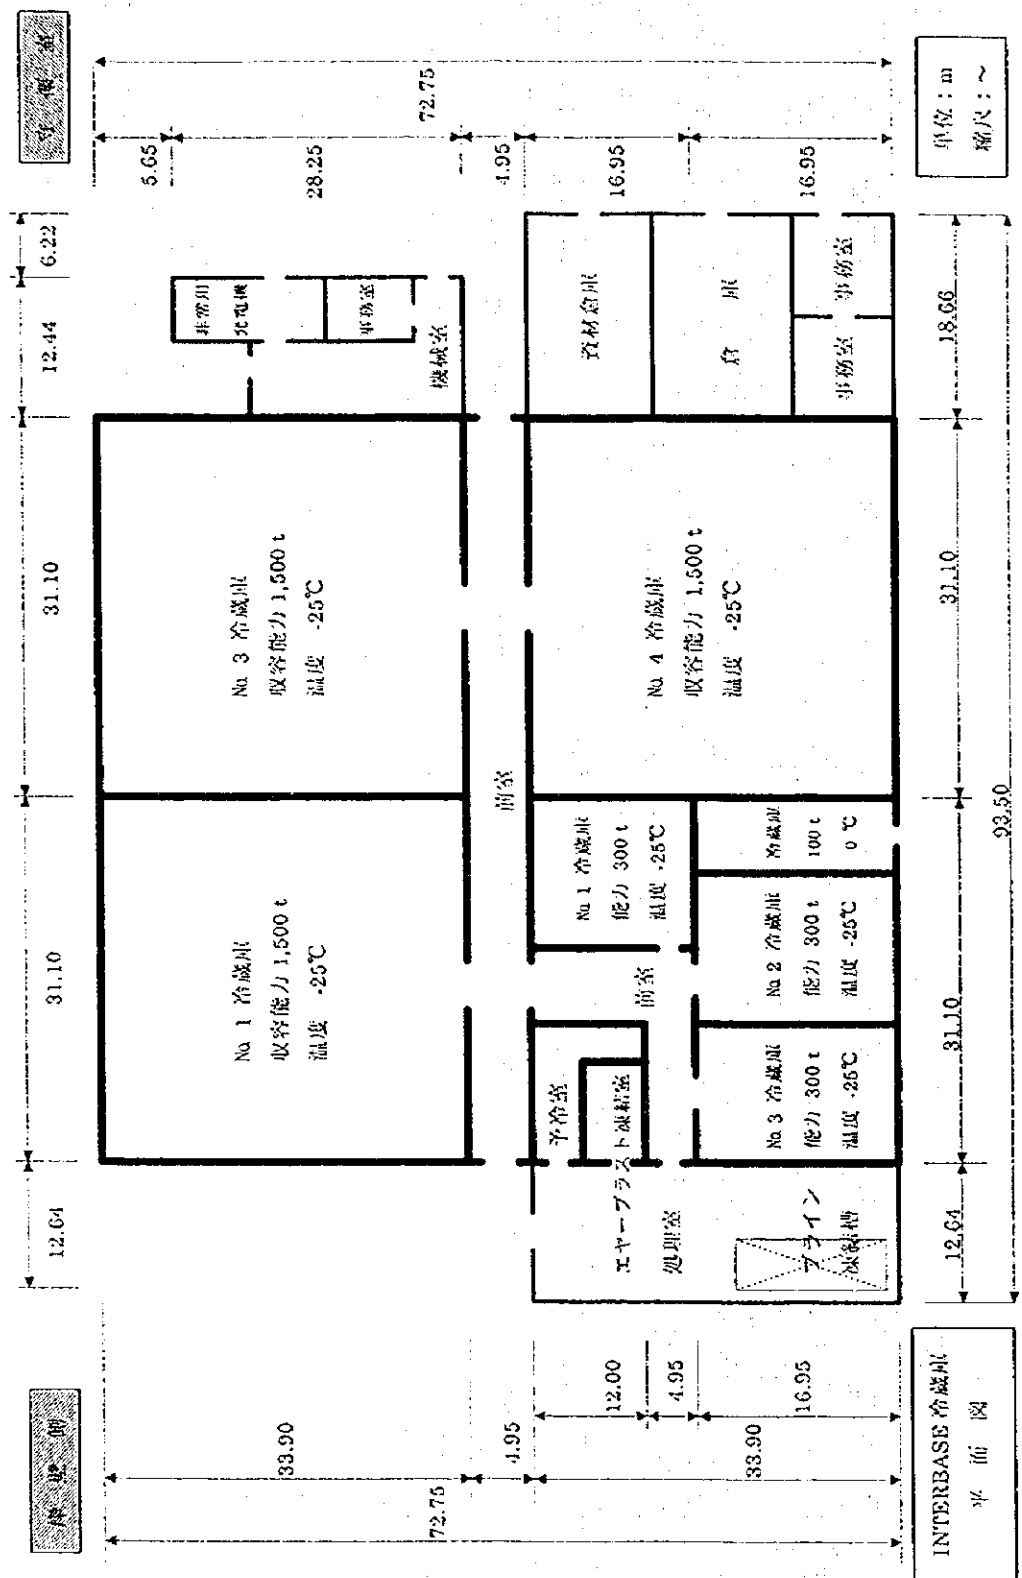 INTERBASE 冷蔵庫
平面図
単位：m
縮尺：～
72.75
33.90
4.95
33.90
12.00
4.95
16.95
12.64
31.10
31.10
12.44
6.22
No 1 冷蔵庫
収容能力 1,500 t
温度 -25℃
No 3 冷蔵庫
収容能力 1,500 t
温度 -25℃
非常用
発電機
事務室
機械室
前室
予冷室
エヤーブラスト凍結室
処理室
ブライン
凍結槽
前室
No 1 冷蔵庫
能力 300 t
温度 -25℃
No 3 冷蔵庫
能力 300 t
温度 -25℃
No 2 冷蔵庫
能力 300 t
温度 -25℃
冷蔵庫
100 t
0 ℃
No 4 冷蔵庫
収容能力 1,500 t
温度 -25℃
資材倉庫
倉庫
事務室
事務室
12.64
31.10
31.10
18.66
93.50
5.65
28.25
4.95
16.95
16.95
72.75